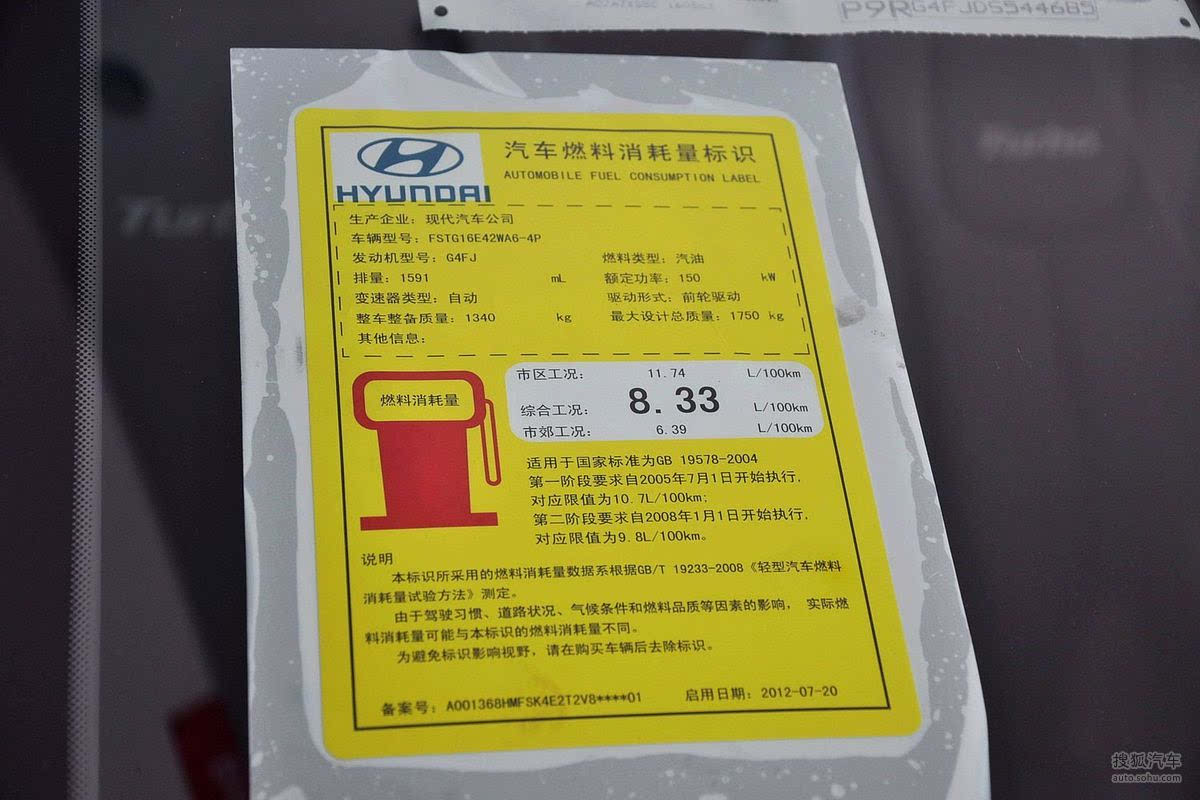 P9RG4FJDS544685
HYUNDAI
汽车燃料消耗量标识
AUTOMOBILE FUEL CONSUMPTION LABEL
生产企业: 现代汽车公司
车辆型号: FSTG16E42WA6-4P
发动机型号: G4FJ 燃料类型: 汽油
排量: 1591 mL 额定功率: 150 kW
变速器类型: 自动 驱动形式: 前轮驱动
整车整备质量: 1340 kg 最大设计总质量: 1750 kg
其他信息:
燃料消耗量
市区工况: 11.74 L/100km
综合工况: 8.33 L/100km
市郊工况: 6.39 L/100km
适用于国家标准为GB 19578-2004
第一阶段要求自2005年7月1日开始执行,
对应限值为10.7L/100km;
第二阶段要求自2008年1月1日开始执行,
对应限值为9.8L/100km。
说明
本标识所采用的燃料消耗量数据系根据GB/T 19233-2008《轻型汽车燃料
消耗量试验方法》测定。
由于驾驶习惯、道路状况、气候条件和燃料品质等因素的影响, 实际燃
料消耗量可能与本标识的燃料消耗量不同。
为避免标识影响视野,请在购买车辆后去除标识。
备案号: A001368HMFSK4E2T2V8****01 启用日期: 2012-07-20
搜狐汽车
auto.sohu.com